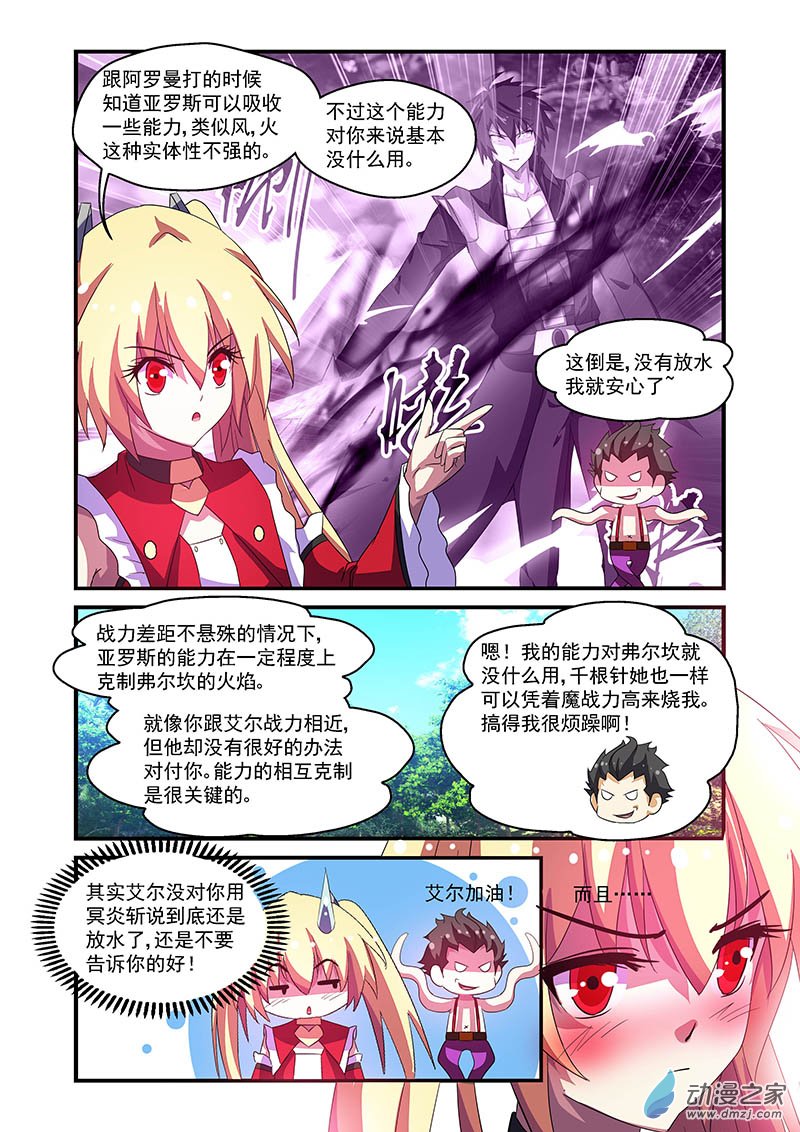 跟阿罗曼打的时候
知道亚罗斯可以吸收
一些能力,类似风,火
这种实体性不强的。
不过这个能力
对你来说基本
没什么用。
这倒是,没有放水
我就安心了~
战力差距不悬殊的情况下,
亚罗斯的能力在一定程度上
克制弗尔坎的火焰。
就像你跟艾尔战力相近,
但他却没有很好的办法
对付你。能力的相互克制
是很关键的。
嗯！我的能力对弗尔坎就
没什么用,千根针她也一样
可以凭着魔战力高来烧我。
搞得我很烦躁啊！
其实艾尔没对你用
冥炎斩说到底还是
放水了,还是不要
告诉你的好！
艾尔加油！
而且……
动漫之家
www.dmzj.com